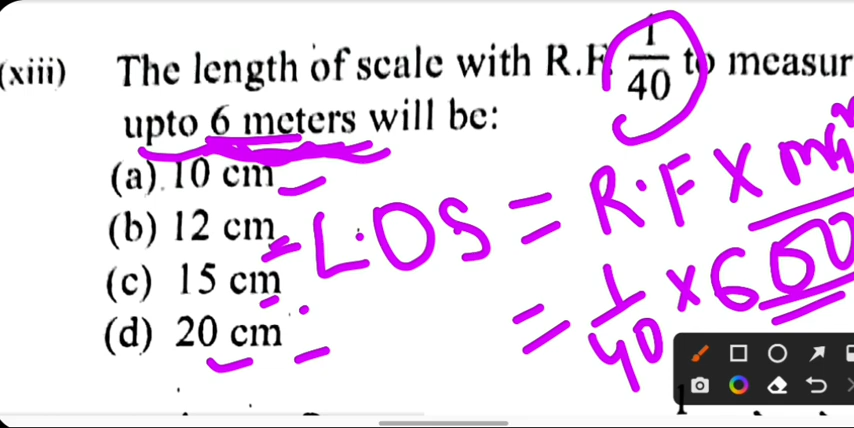 (xiii) The length of scale with R.F. 1/40 to measur
upto 6 meters will be:
(a) 10 cm
(b) 12 cm
(c) 15 cm
(d) 20 cm
L.OS = R.F X
= 1/40 x 600